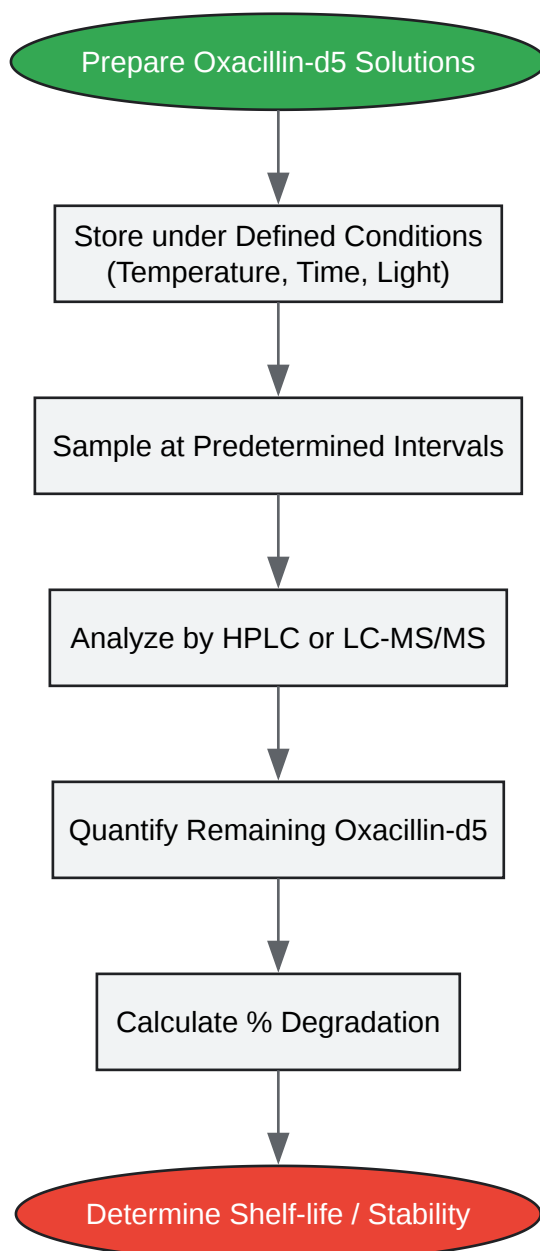 Prepare Oxacillin-d5 Solutions
Store under Defined Conditions
(Temperature, Time, Light)
Sample at Predetermined Intervals
Analyze by HPLC or LC-MS/MS
Quantify Remaining Oxacillin-d5
Calculate % Degradation
Determine Shelf-life / Stability